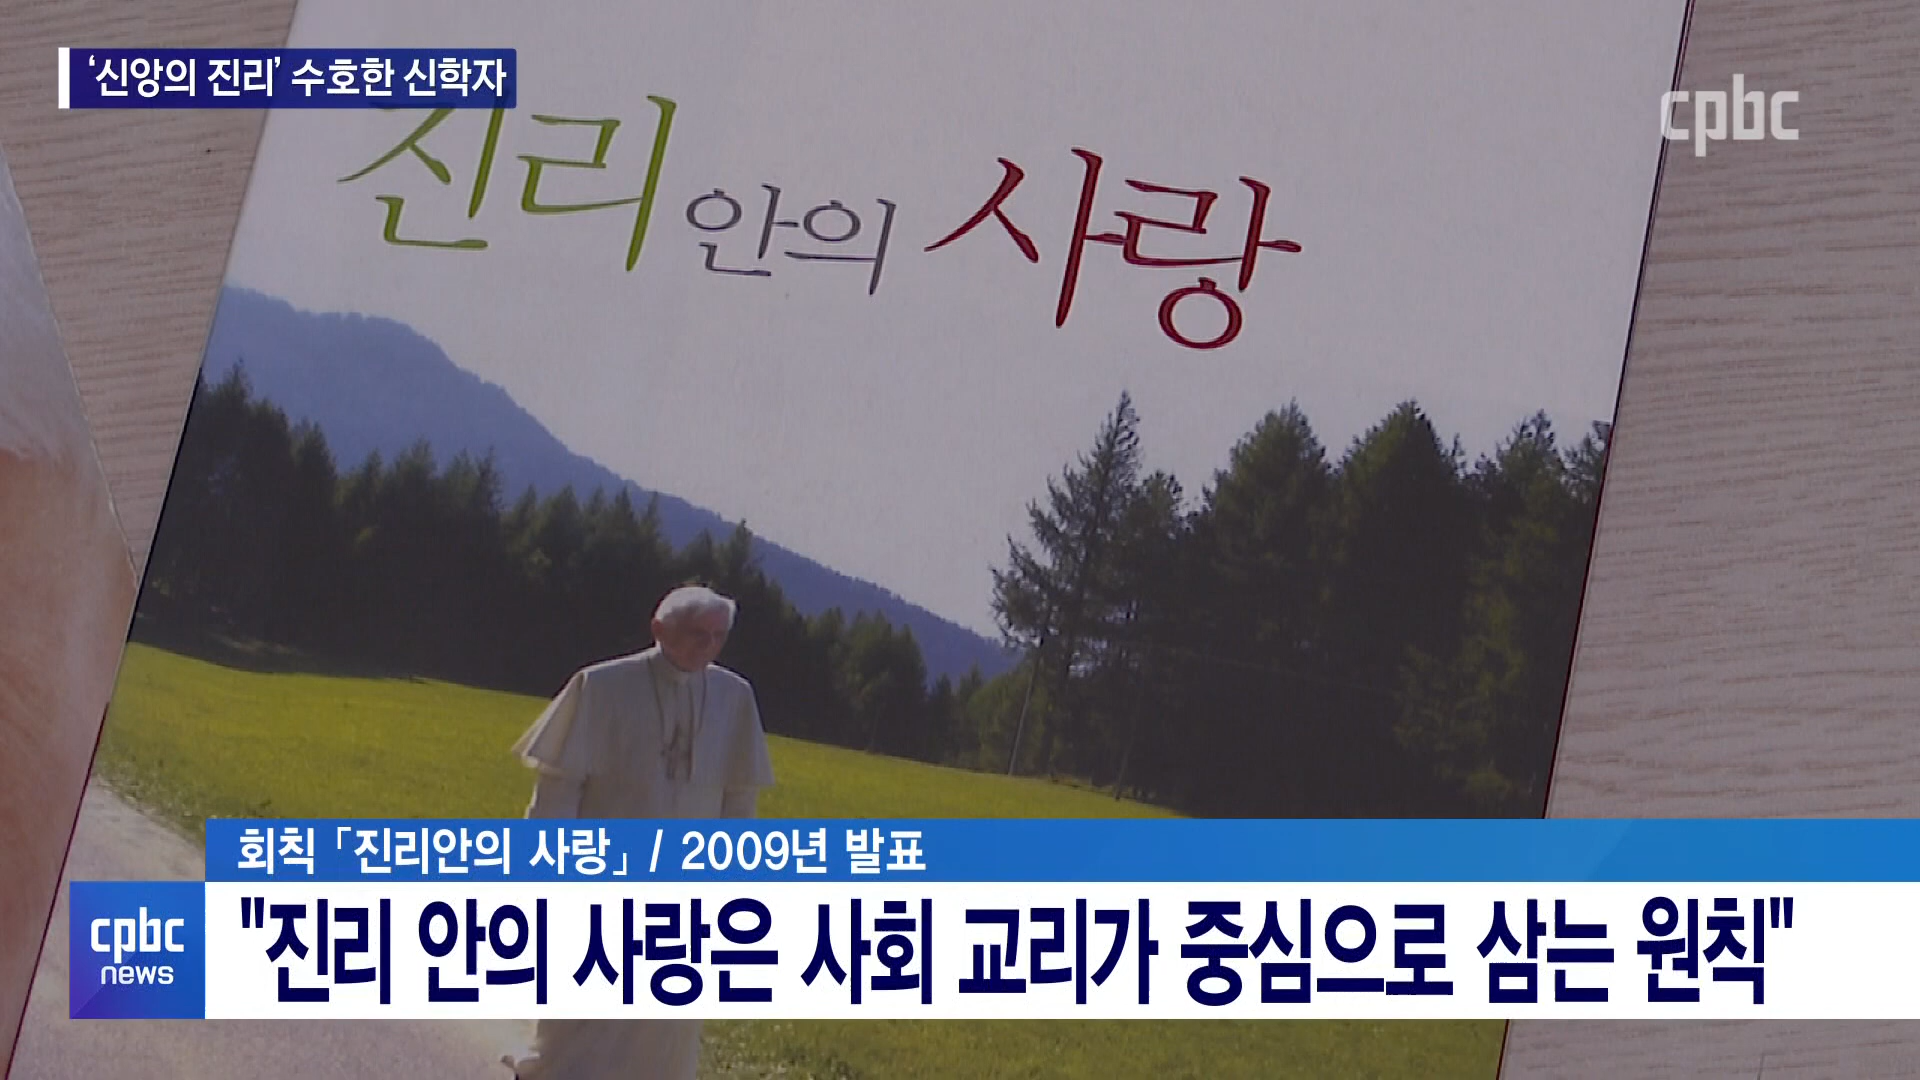 ‘신앙의 진리’ 수호한 신학자
cpbc
진리 안의 사랑
회칙 「진리안의 사랑」 / 2009년 발표
cpbc
news
"진리 안의 사랑은 사회 교리가 중심으로 삼는 원칙"